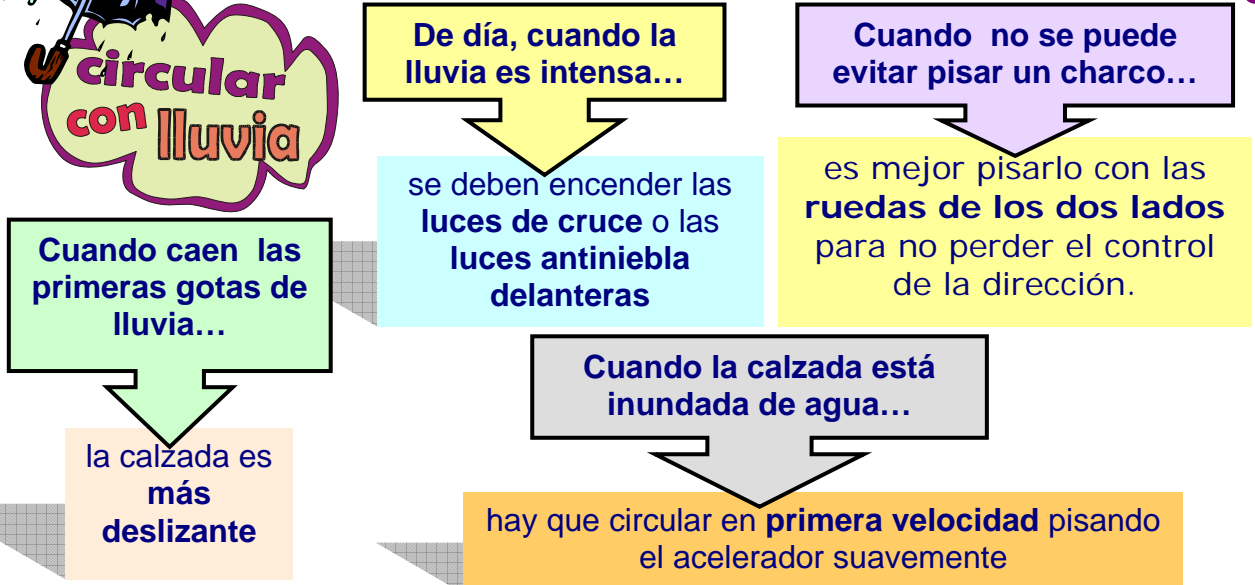 circular
con lluvia
De día, cuando la
lluvia es intensa…
se deben encender las
luces de cruce o las
luces antiniebla
delanteras
Cuando no se puede
evitar pisar un charco…
es mejor pisarlo con las
ruedas de los dos lados
para no perder el control
de la dirección.
Cuando caen las
primeras gotas de
lluvia…
la calzada es
más
deslizante
Cuando la calzada está
inundada de agua…
hay que circular en primera velocidad pisando
el acelerador suavemente